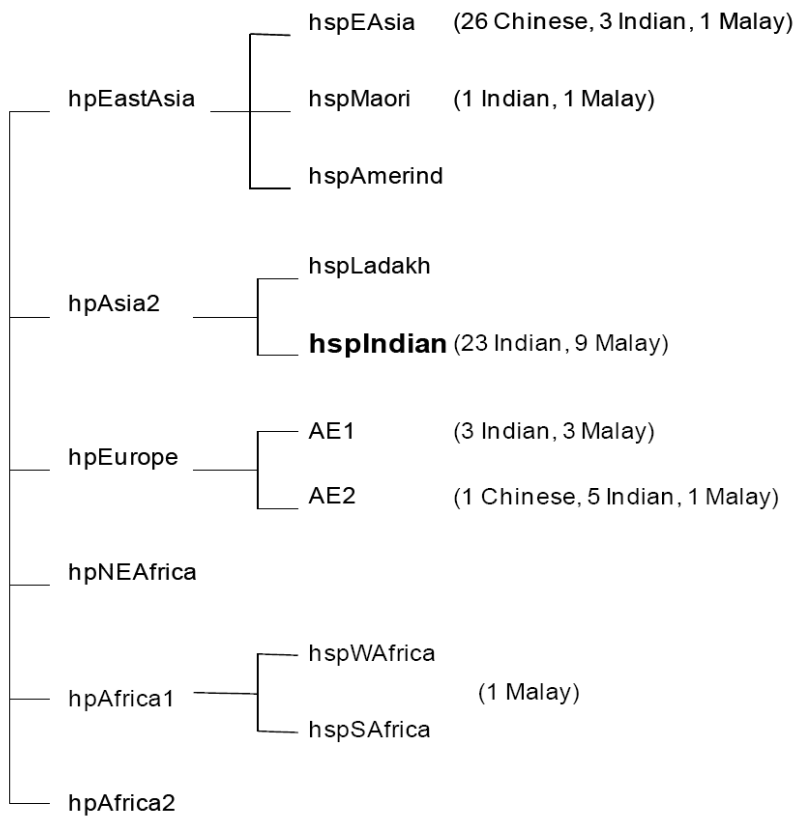 hspEAsia (26 Chinese, 3 Indian, 1 Malay)
hpEastAsia
hspMaori (1 Indian, 1 Malay)
hspAmerind
hspLadakh
hpAsia2
hspIndian (23 Indian, 9 Malay)
AE1 (3 Indian, 3 Malay)
hpEurope
AE2 (1 Chinese, 5 Indian, 1 Malay)
hpNEAfrica
hspWAfrica
hpAfrica1
(1 Malay)
hspSAfrica
hpAfrica2